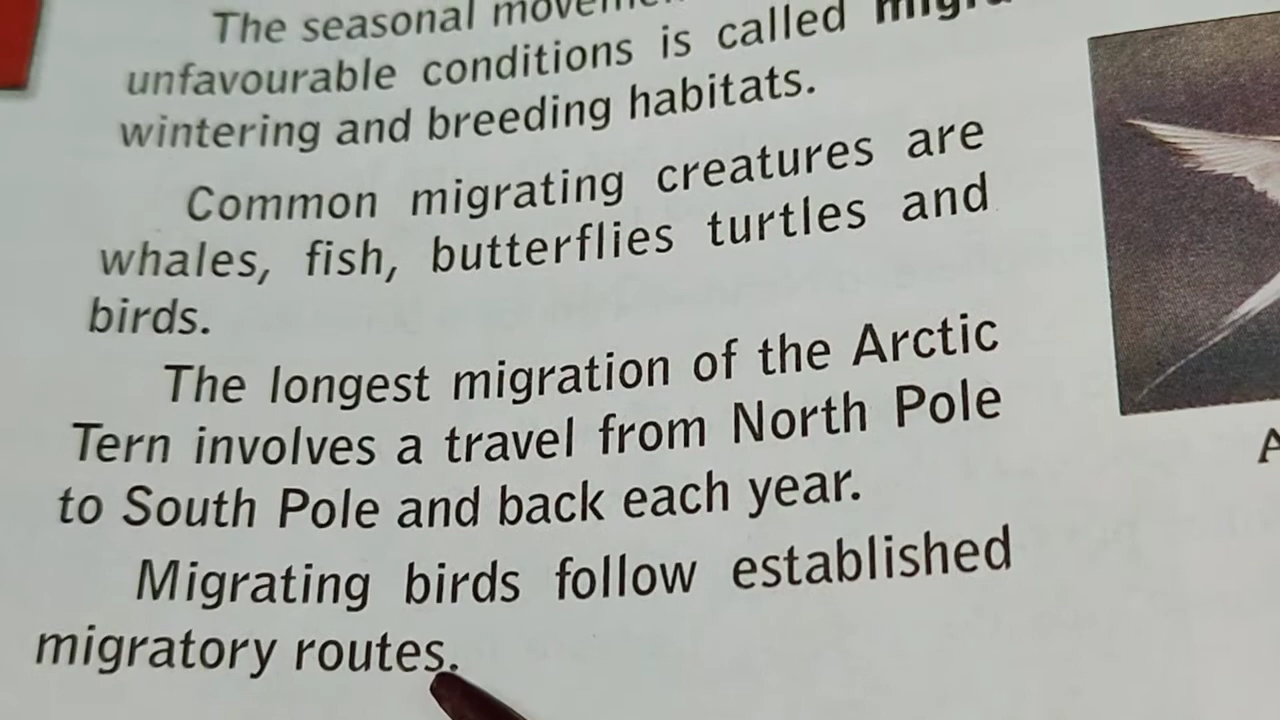 The seasonal
unfavourable conditions is called
wintering and breeding habitats.
Common migrating creatures are
whales, fish, butterflies turtles and
birds.
The longest migration of the Arctic
Tern involves a travel from North Pole
to South Pole and back each year.
Migrating birds follow established
migratory routes.